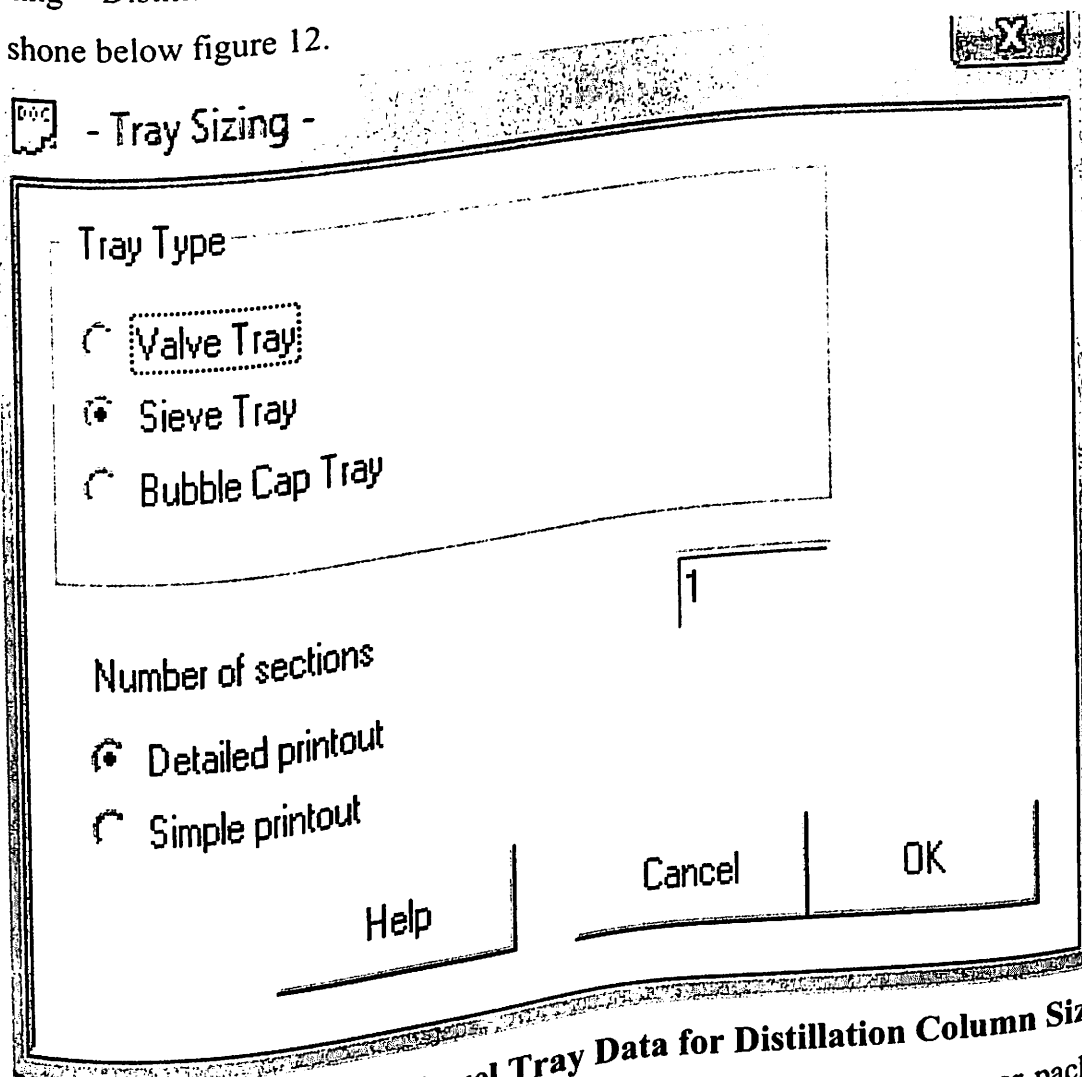 shone below figure 12.
X
- Tray Sizing -
Tray Type
Valve Tray
Sieve Tray
Bubble Cap Tray
1
Number of sections
Detailed printout
Simple printout
Help Cancel OK
Tray Data for Distillation Column